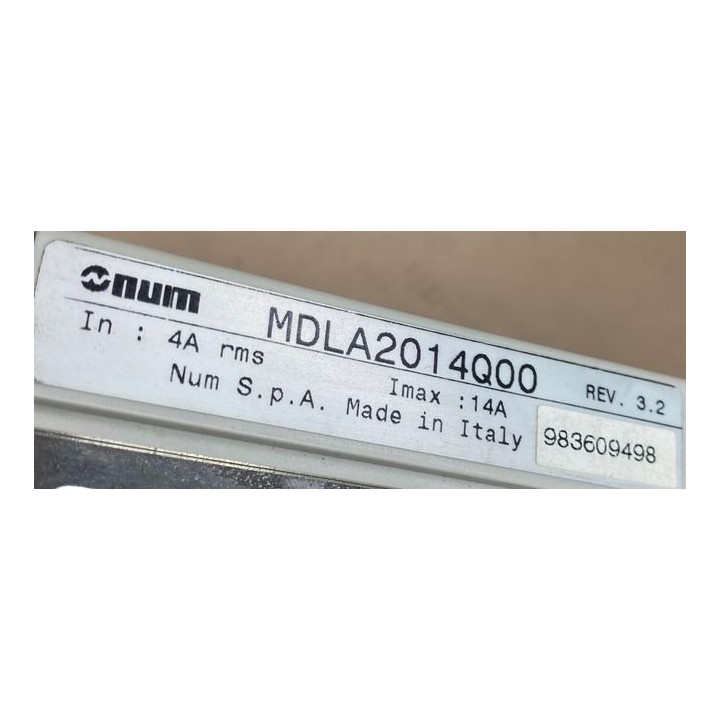 num MDLA2014Q00 REV. 3.2
In : 4A rms Imax :14A
Num S.p.A. Made in Italy 983609498